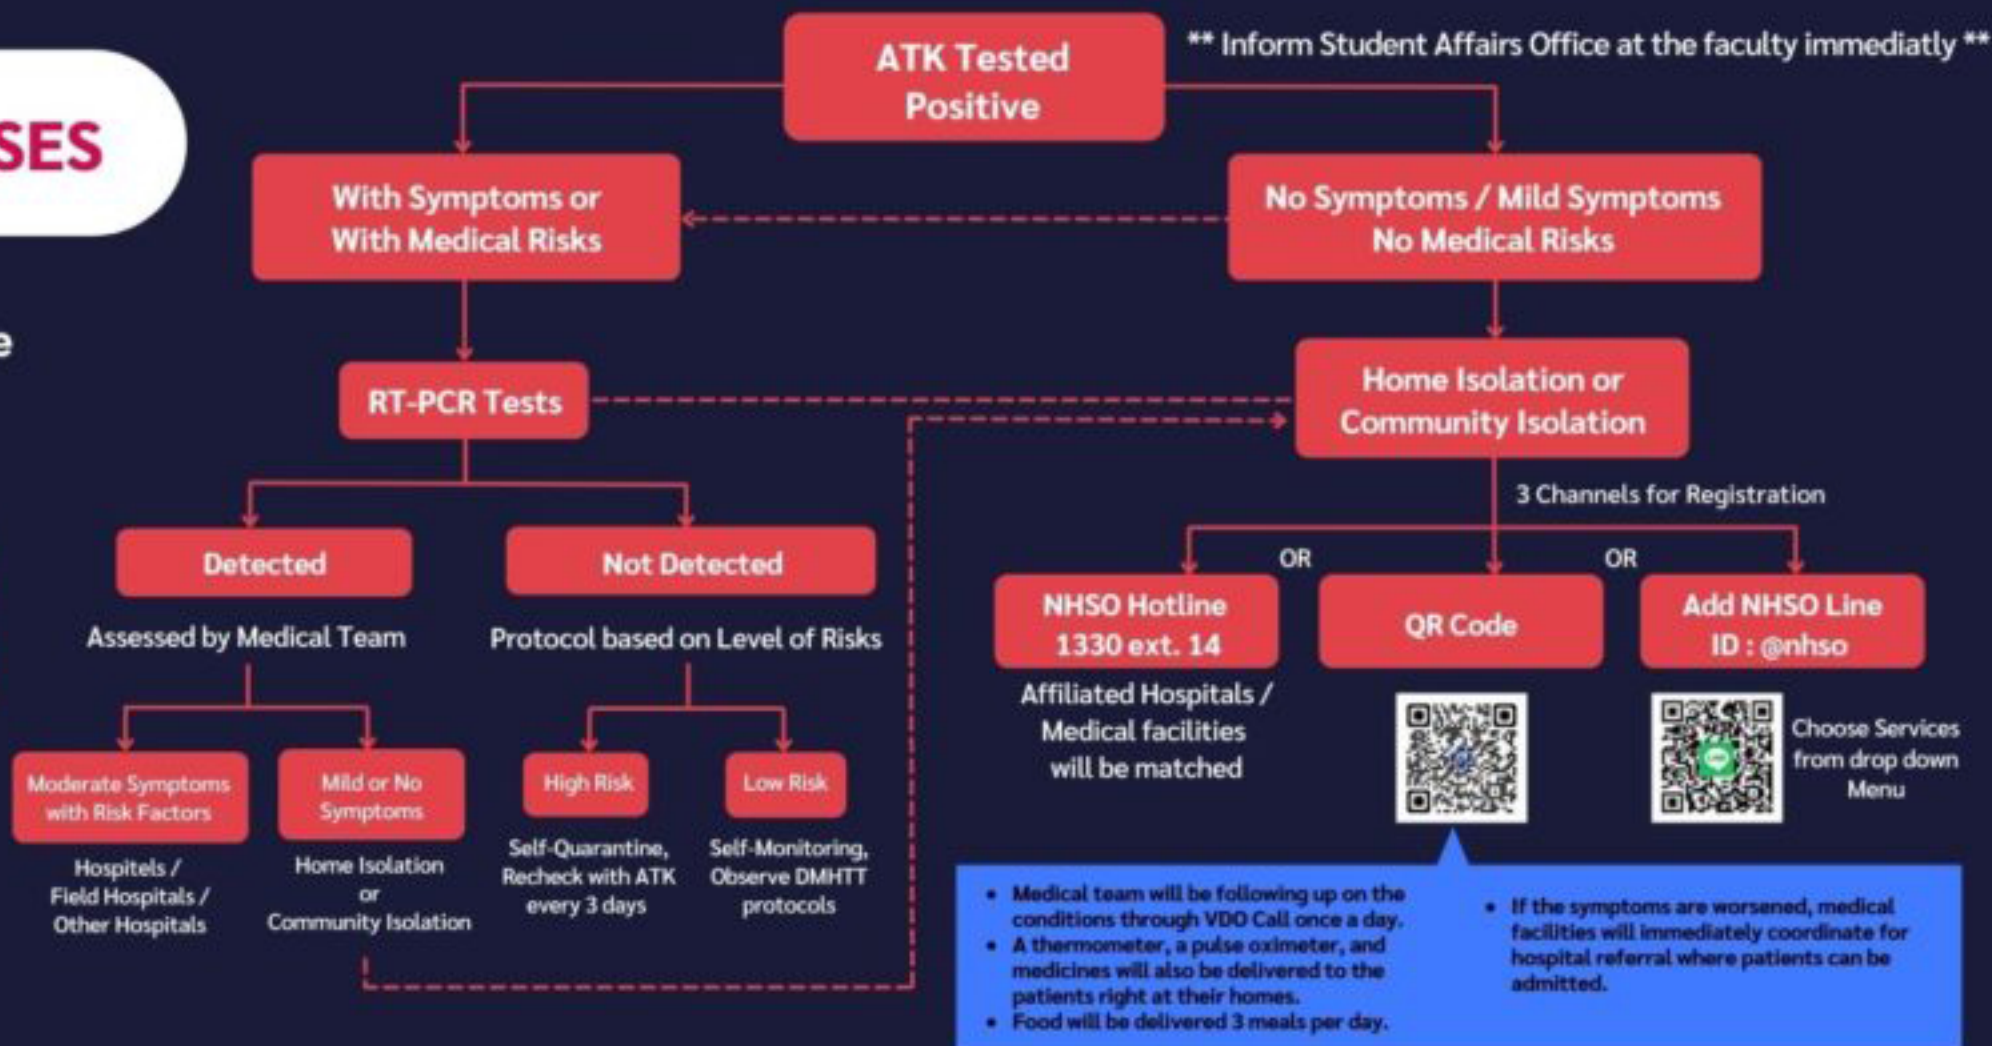 ATK Tested
Positive
** Inform Student Affairs Office at the faculty immediatly **
SES
With Symptoms or
With Medical Risks
No Symptoms / Mild Symptoms
No Medical Risks
e
RT-PCR Tests
Home Isolation or
Community Isolation
3 Channels for Registration
Detected
Not Detected
OR
OR
Assessed by Medical Team
Protocol based on Level of Risks
NHSO Hotline
1330 ext. 14
QR Code
Add NHSO Line
ID : @nhso
Affiliated Hospitals /
Medical facilities
will be matched
Choose Services
from drop down
Menu
Moderate Symptoms
with Risk Factors
Mild or No
Symptoms
High Risk
Low Risk
Hospitels /
Field Hospitals /
Other Hospitals
Home Isolation
or
Community Isolation
Self-Quarantine,
Recheck with ATK
every 3 days
Self-Monitoring,
Observe DMHTT
protocols
• Medical team will be following up on the
conditions through VDO Call once a day.
• A thermometer, a pulse oximeter, and
medicines will also be delivered to the
patients right at their homes.
• Food will be delivered 3 meals per day.
• If the symptoms are worsened, medical
facilities will immediately coordinate for
hospital referral where patients can be
admitted.